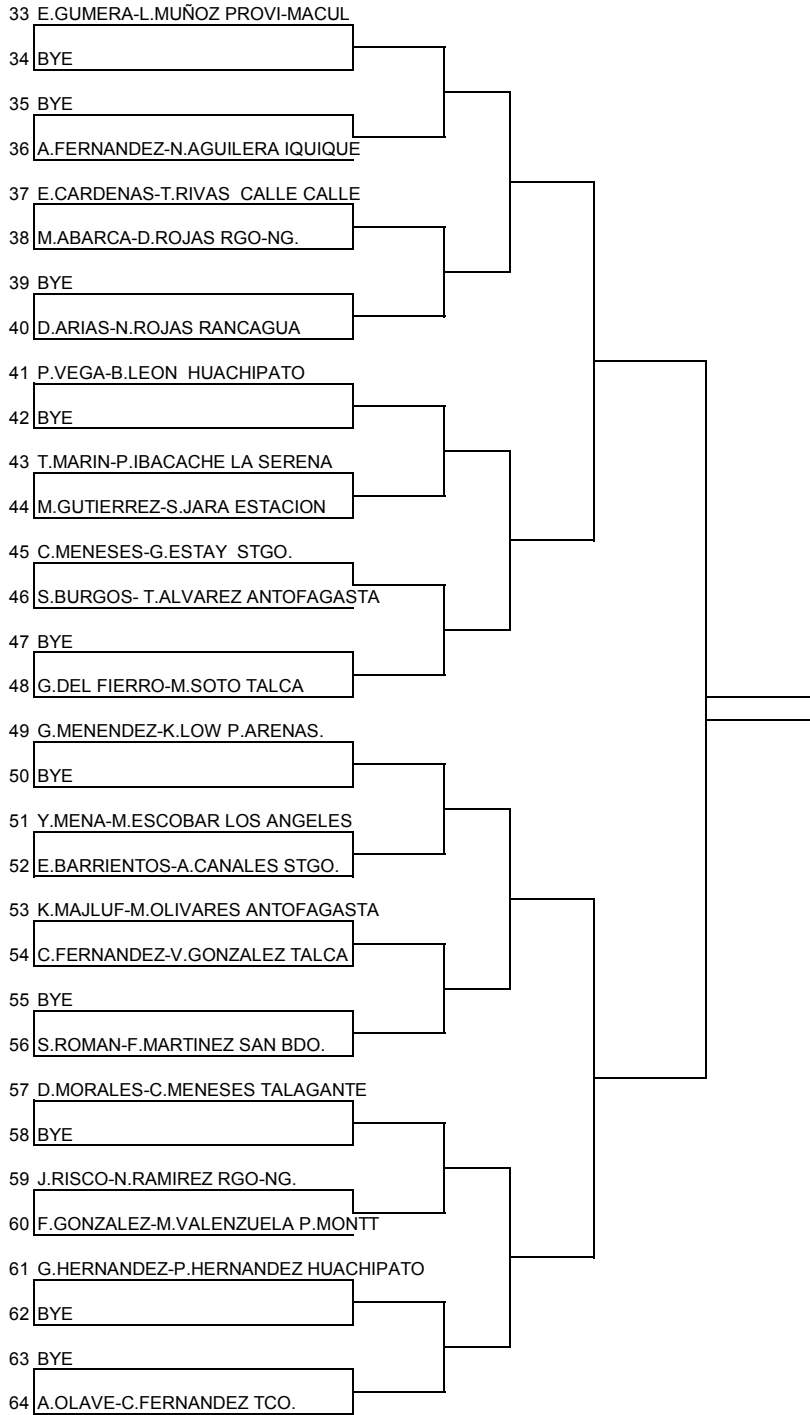 33 E.GUMERA-L.MUÑOZ PROVI-MACUL
34 BYE
35 BYE
36 A.FERNANDEZ-N.AGUILERA IQUIQUE
37 E.CARDENAS-T.RIVAS  CALLE CALLE
38 M.ABARCA-D.ROJAS RGO-NG.
39 BYE
40 D.ARIAS-N.ROJAS RANCAGUA
41 P.VEGA-B.LEON  HUACHIPATO
42 BYE
43 T.MARIN-P.IBACACHE LA SERENA
44 M.GUTIERREZ-S.JARA ESTACION
45 C.MENESES-G.ESTAY  STGO.
46 S.BURGOS- T.ALVAREZ ANTOFAGASTA
47 BYE
48 G.DEL FIERRO-M.SOTO TALCA
49 G.MENENDEZ-K.LOW P.ARENAS.
50 BYE
51 Y.MENA-M.ESCOBAR LOS ANGELES
52 E.BARRIENTOS-A.CANALES STGO.
53 K.MAJLUF-M.OLIVARES ANTOFAGASTA
54 C.FERNANDEZ-V.GONZALEZ TALCA
55 BYE
56 S.ROMAN-F.MARTINEZ SAN BDO.
57 D.MORALES-C.MENESES TALAGANTE
58 BYE
59 J.RISCO-N.RAMIREZ RGO-NG.
60 F.GONZALEZ-M.VALENZUELA P.MONTT
61 G.HERNANDEZ-P.HERNANDEZ HUACHIPATO
62 BYE
63 BYE
64 A.OLAVE-C.FERNANDEZ TCO.